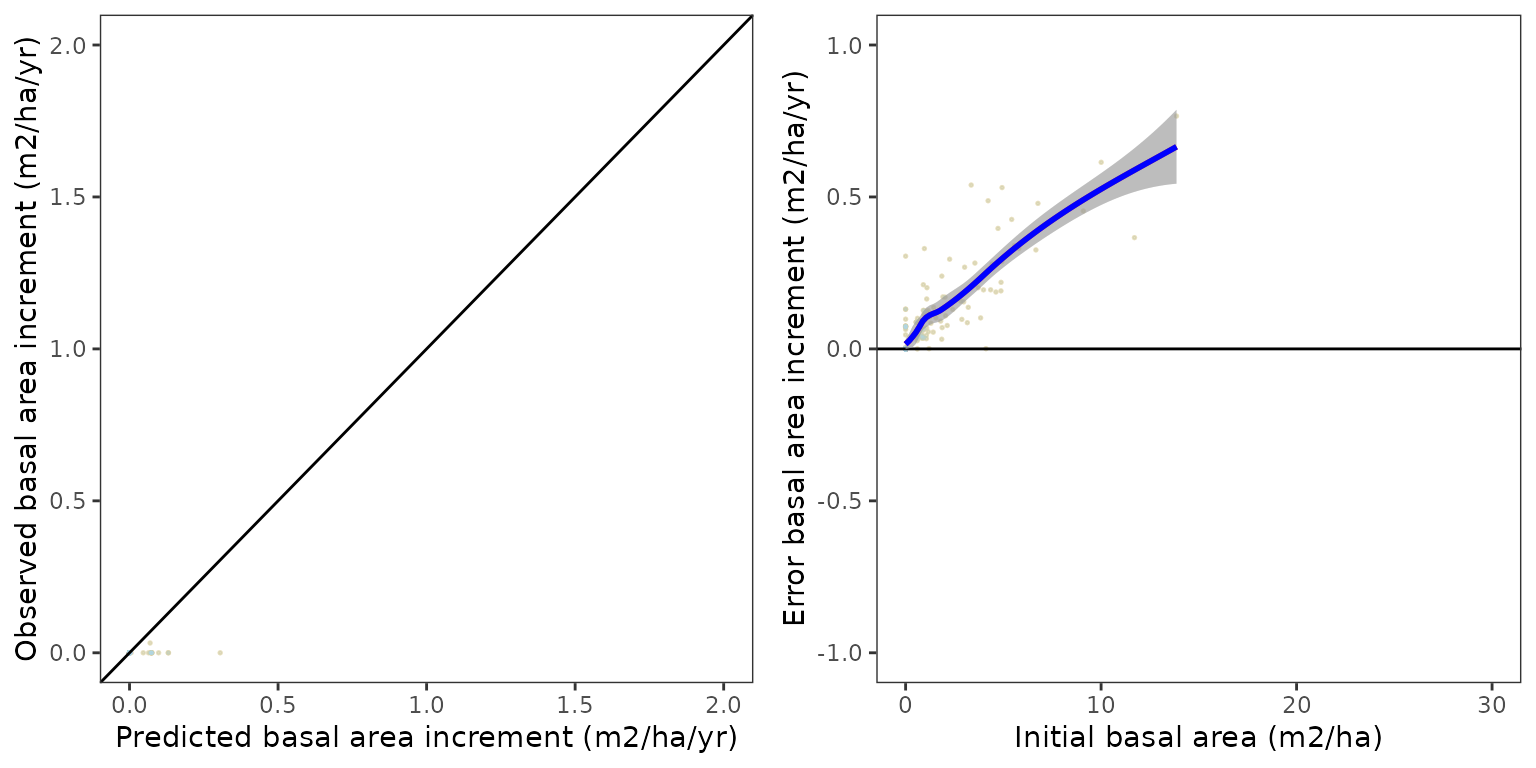 Observed basal area increment (m2/ha/yr)
2.0
1.5
1.0
0.5
0.0
0.0 0.5 1.0 1.5 2.0
Predicted basal area increment (m2/ha/yr)
Error basal area increment (m2/ha/yr)
1.0
0.5
0.0
-0.5
-1.0
0 10 20 30
Initial basal area (m2/ha)